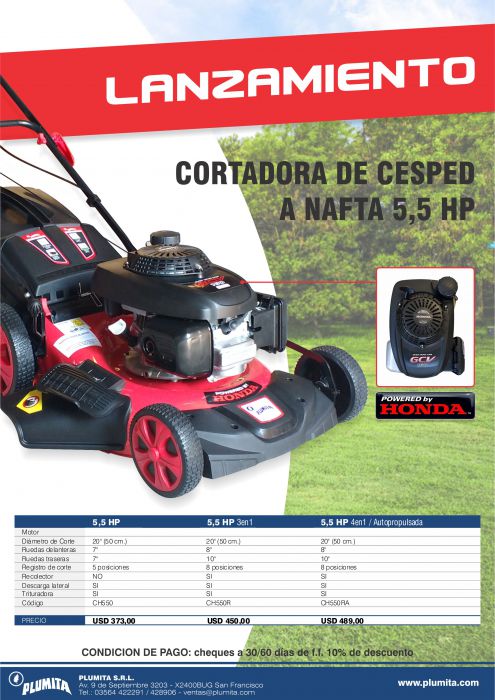 LANZAMIENTO
CORTADORA DE CESPED
A NAFTA 5,5 HP
GCV
POWERED by
HONDA
HONDA
PLUMITA
5,5 HP 5,5 HP 3en1 5,5 HP 4en1 / Autopropulsada
Motor
Diámetro de Corte 20" (50 cm.) 20" (50 cm.) 20" (50 cm.)
Ruedas delanteras 7" 8" 8"
Ruedas traseras 7" 10" 10"
Registro de corte 5 posiciones 8 posiciones 8 posiciones
Recolector NO SI SI
Descarga lateral SI SI SI
Trituradora SI SI SI
Código CH550 CH550R CH550RA
PRECIO USD 373,00 USD 450,00 USD 489,00
CONDICION DE PAGO: cheques a 30/60 días de f.f. 10% de descuento
PLUMITA
PLUMITA S.R.L.
Av. 9 de Septiembre 3203 - X2400BUG San Francisco
Tel.: 03564 422291 / 428906 - ventas@plumita.com
www.plumita.com